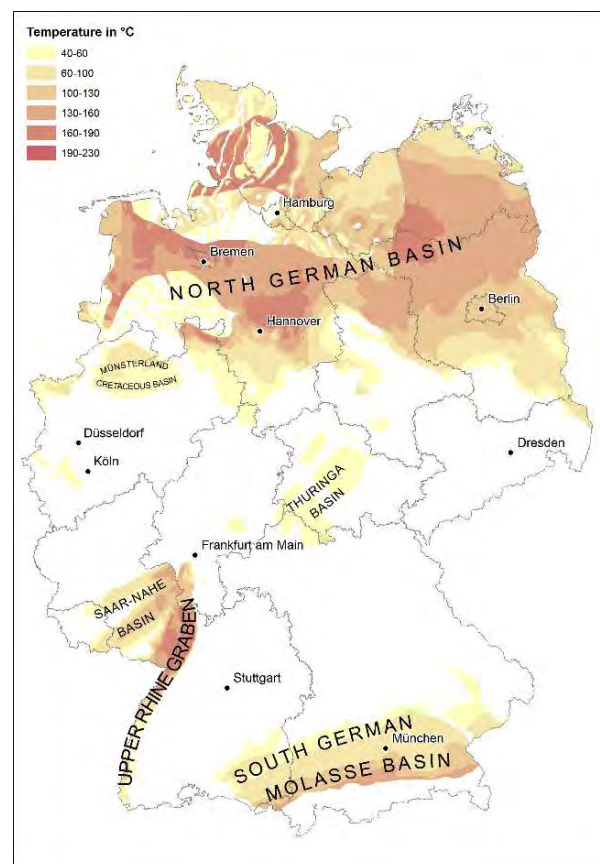 Temperature in °C
40-60
60-100
100-130
130-160
160-190
190-230
Hamburg
Bremen
NORTH GERMAN BASIN
Berlin
Hannover
MÜNSTERLAND
CRETACEOUS BASIN
Düsseldorf
Köln
Dresden
THURINGA
BASIN
Frankfurt am Main
SAAR-NAHE
BASIN
UPPER RHINE GRABEN
Stuttgart
SOUTH GERMAN
MOLASSE BASIN
München